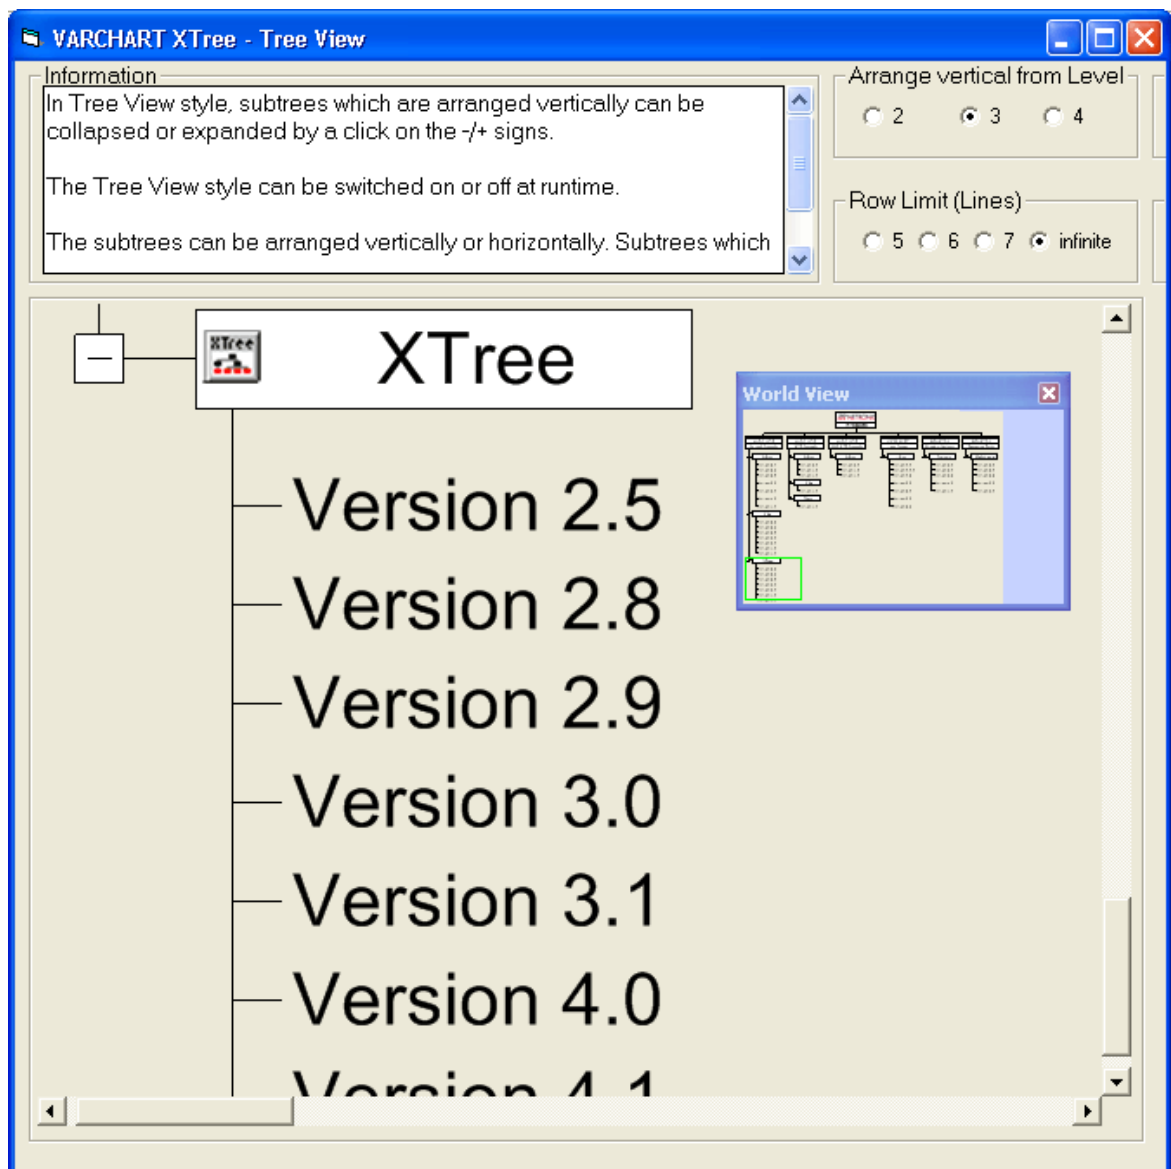 VARCHART XTree - Tree View
Information
In Tree View style, subtrees which are arranged vertically can be
collapsed or expanded by a click on the -/+ signs.
The Tree View style can be switched on or off at runtime.
The subtrees can be arranged vertically or horizontally. Subtrees which
Arrange vertical from Level
2 3 4
Row Limit (Lines)
5 6 7 infinite
XTree XTree
World View
Version 2.5
Version 2.8
Version 2.9
Version 3.0
Version 3.1
Version 4.0
Version 4.1